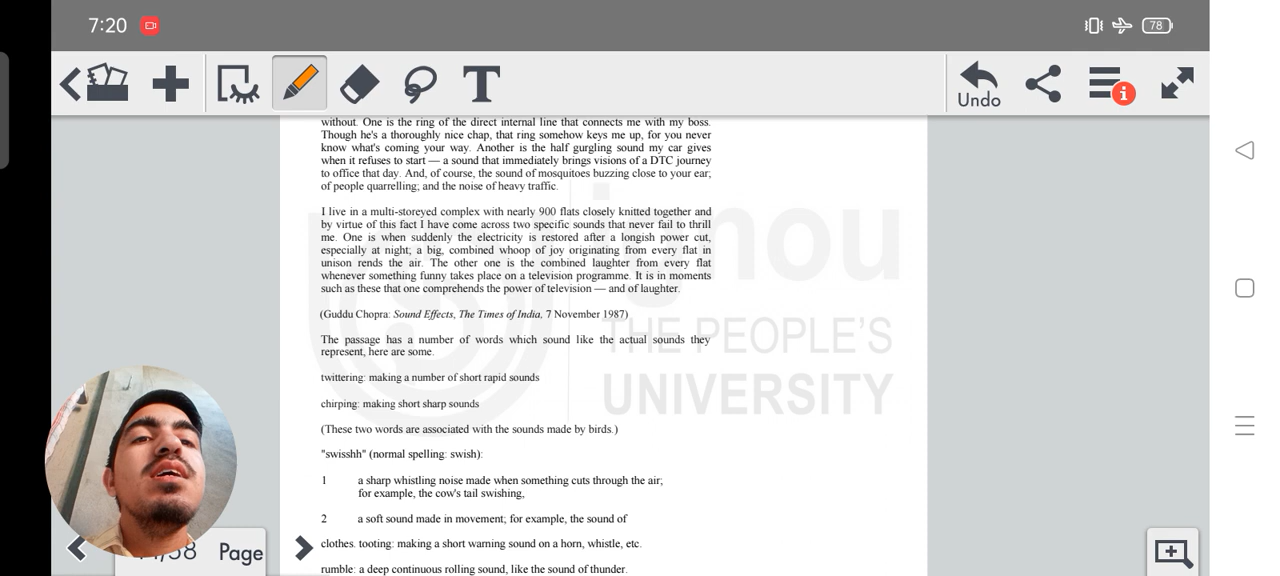 7:20
78
Undo
without. One is the ring of the direct internal line that connects me with my boss.
Though he's a thoroughly nice chap, that ring somehow keys me up, for you never
know what's coming your way. Another is the half gurgling sound my car gives
when it refuses to start — a sound that immediately brings visions of a DTC journey
to office that day. And, of course, the sound of mosquitoes buzzing close to your ear;
of people quarrelling; and the noise of heavy traffic.
I live in a multi-storeyed complex with nearly 900 flats closely knitted together and
by virtue of this fact I have come across two specific sounds that never fail to thrill
me. One is when suddenly the electricity is restored after a longish power cut,
especially at night; a big, combined whoop of joy originating from every flat in
unison rends the air. The other one is the combined laughter from every flat
whenever something funny takes place on a television programme. It is in moments
such as these that one comprehends the power of television — and of laughter.
(Guddu Chopra: Sound Effects, The Times of India, 7 November 1987)
The passage has a number of words which sound like the actual sounds they
represent, here are some.
twittering: making a number of short rapid sounds
chirping: making short sharp sounds
(These two words are associated with the sounds made by birds.)
"swisshh" (normal spelling: swish):
1 a sharp whistling noise made when something cuts through the air;
for example, the cow's tail swishing,
2 a soft sound made in movement; for example, the sound of
clothes. tooting: making a short warning sound on a horn, whistle, etc.
rumble: a deep continuous rolling sound, like the sound of thunder.
ignou
THE PEOPLE'S
UNIVERSITY
/58 Page